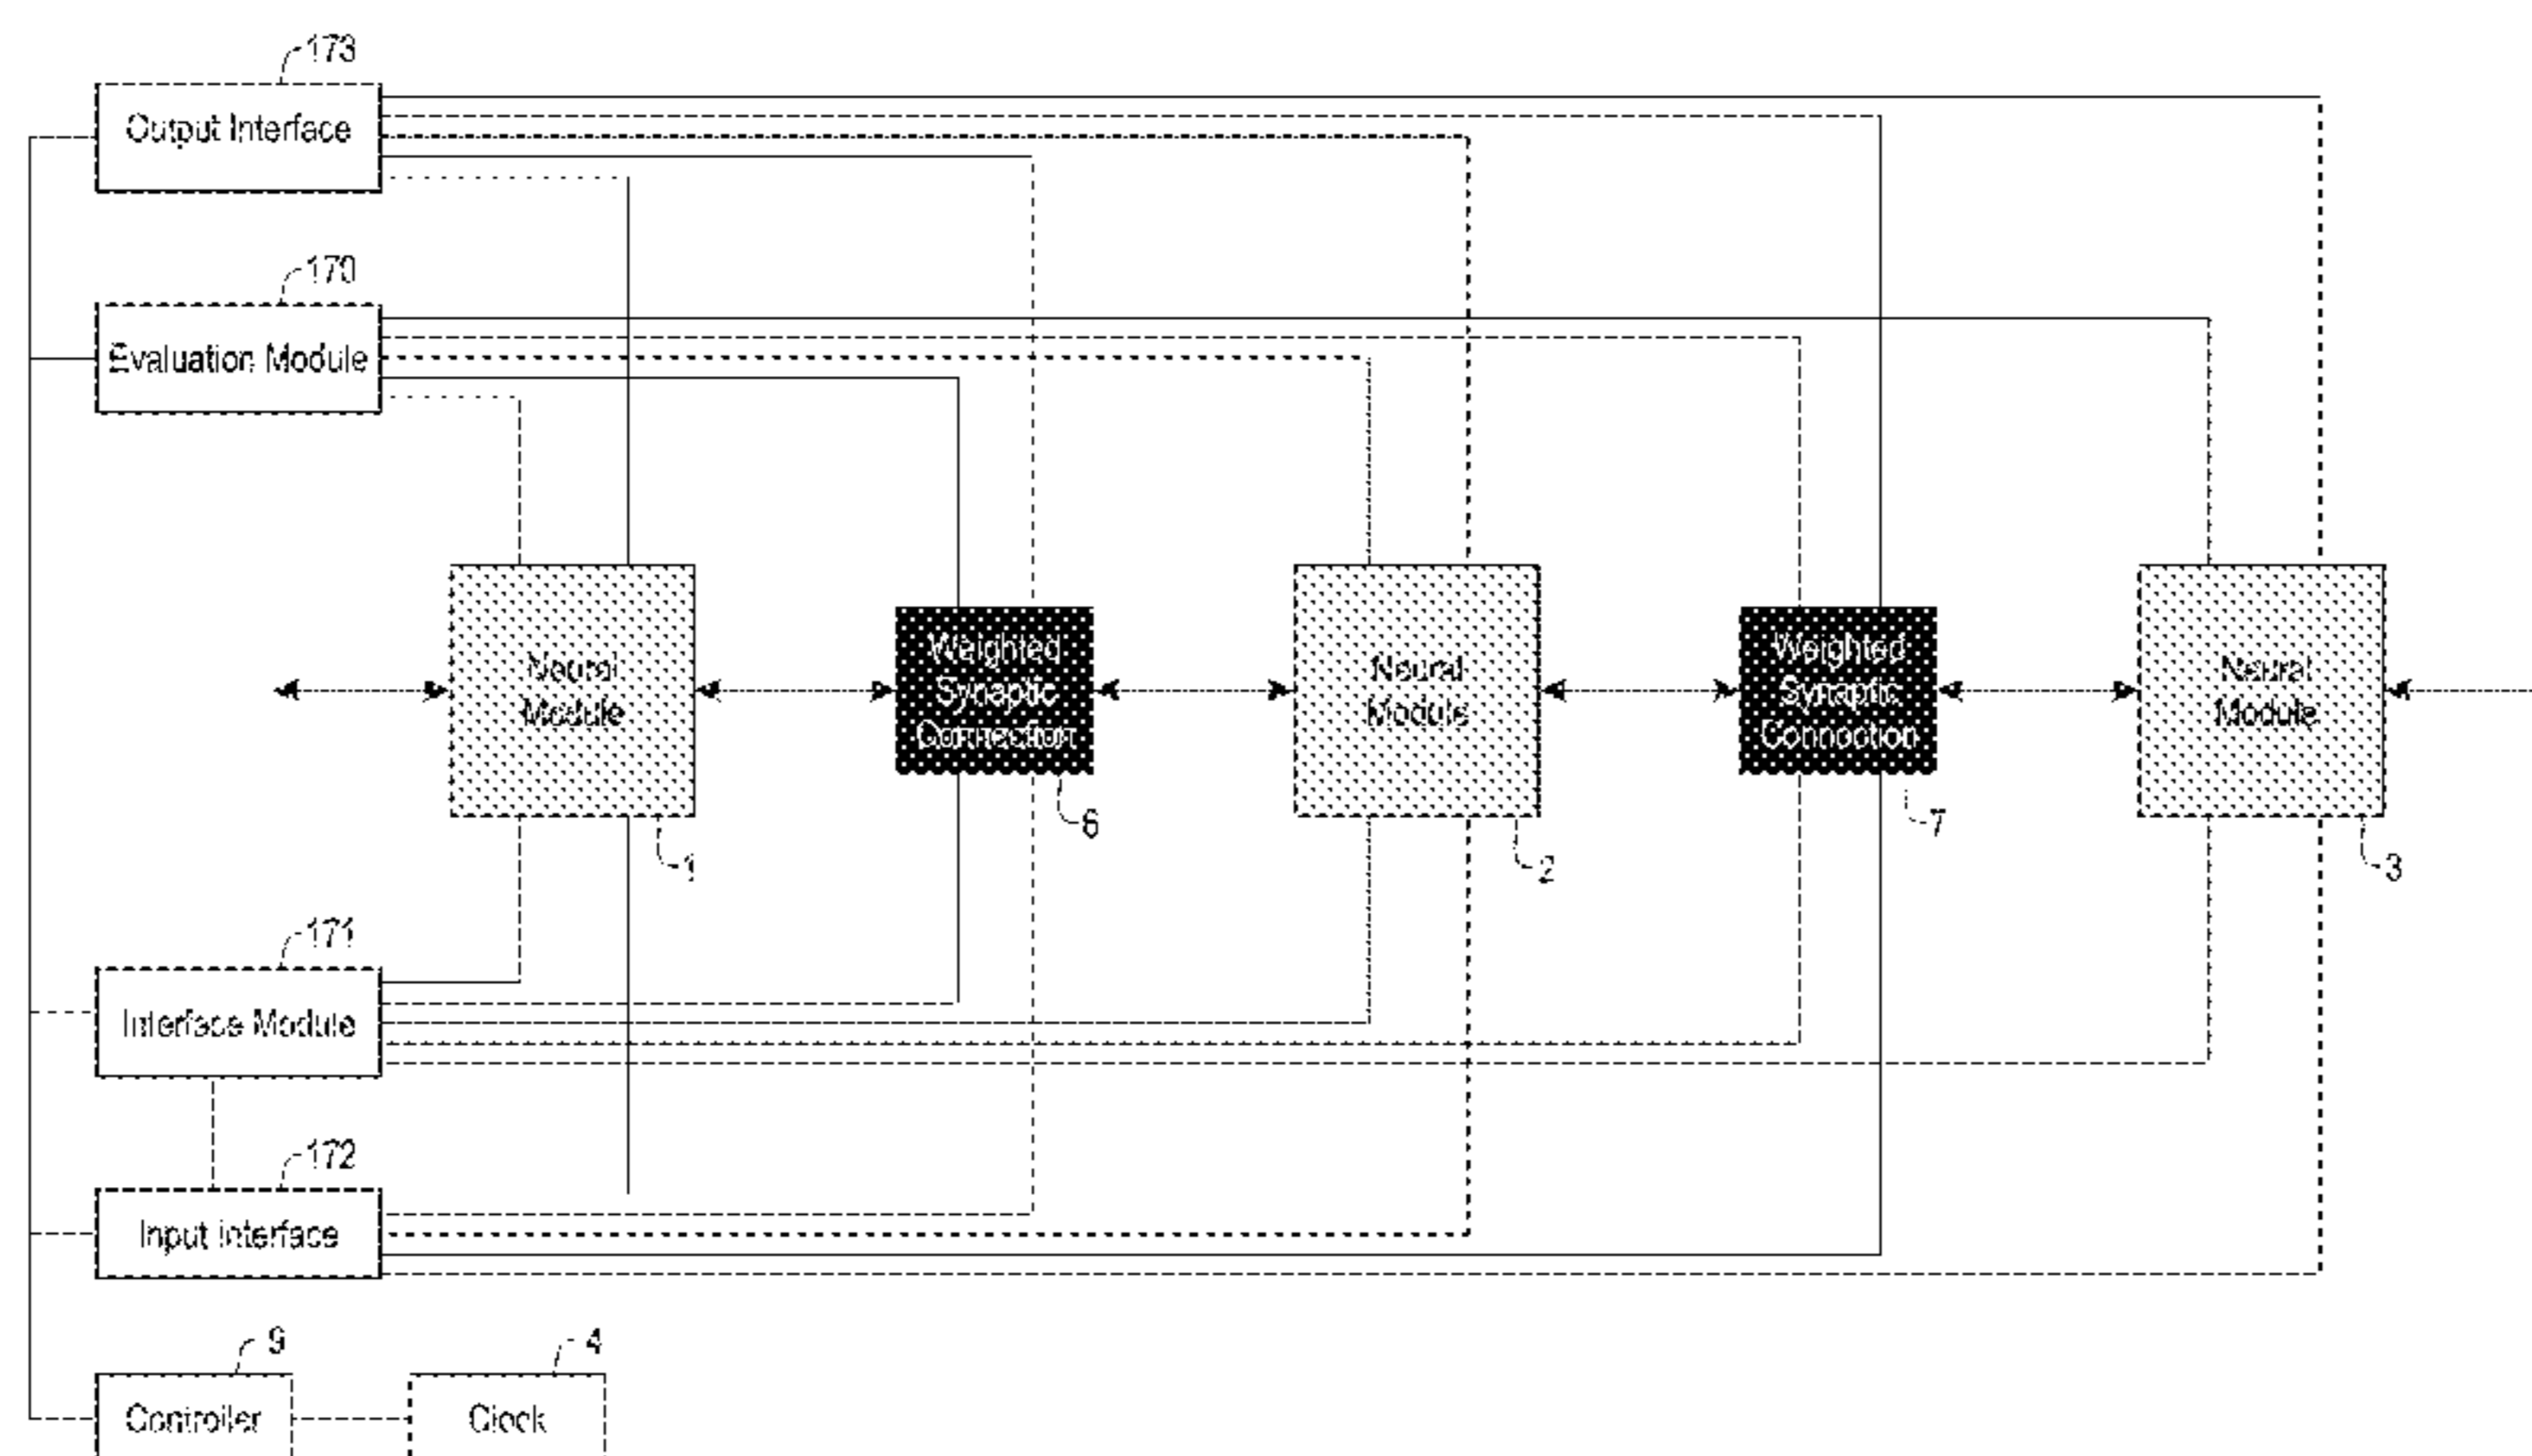 173
Output Interface
170
Evaluation Module
Neural
Module
Weighted
Synaptic
Connection
Neural
Module
Weighted
Synaptic
Connection
Neural
Module
6
7
1
2
3
171
Interface Module
172
Input interface
9
4
Controller
Clock